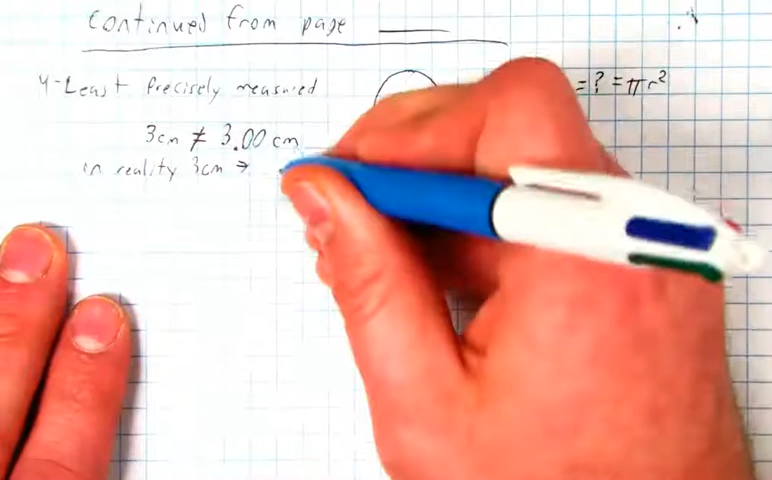 Continued from page
4-Least Precisely measured
= ? = πr²
3cm ≠ 3.00 cm
in reality 3cm →